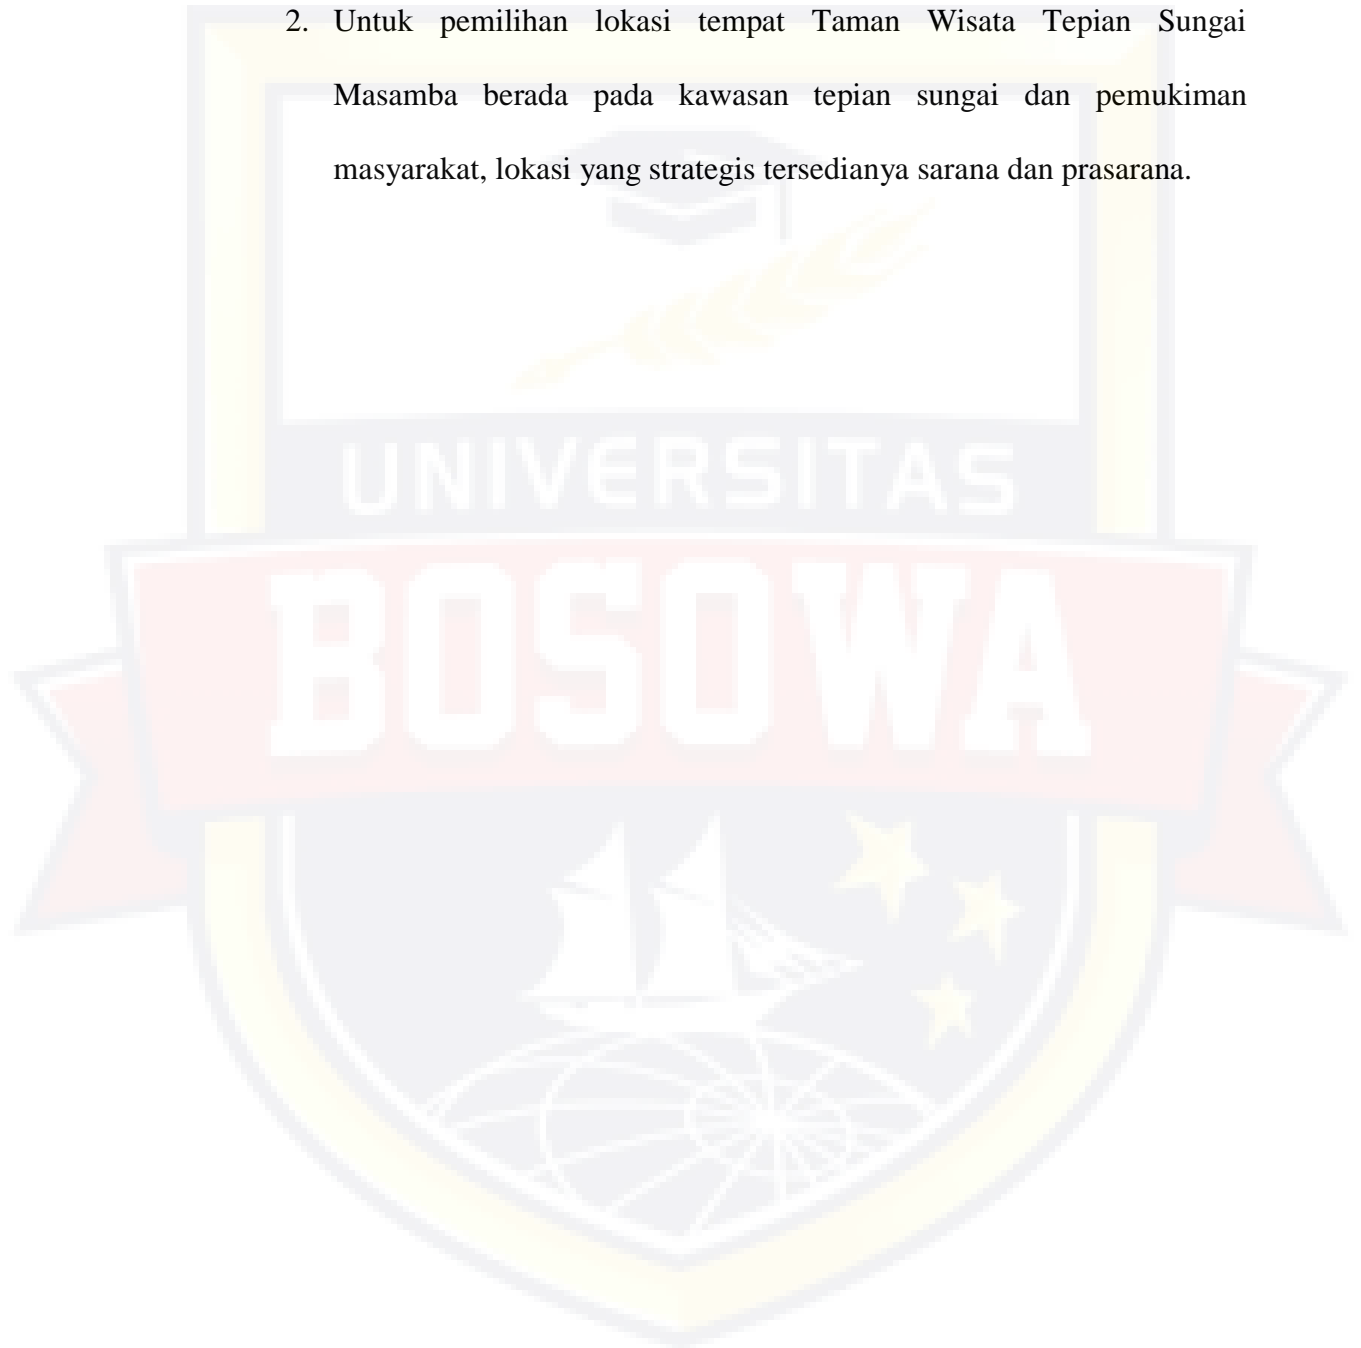 2. Untuk pemilihan lokasi tempat Taman Wisata Tepian Sungai
Masamba berada pada kawasan tepian sungai dan pemukiman
masyarakat, lokasi yang strategis tersedianya sarana dan prasarana.
UNIVERSITAS
BOSOWA